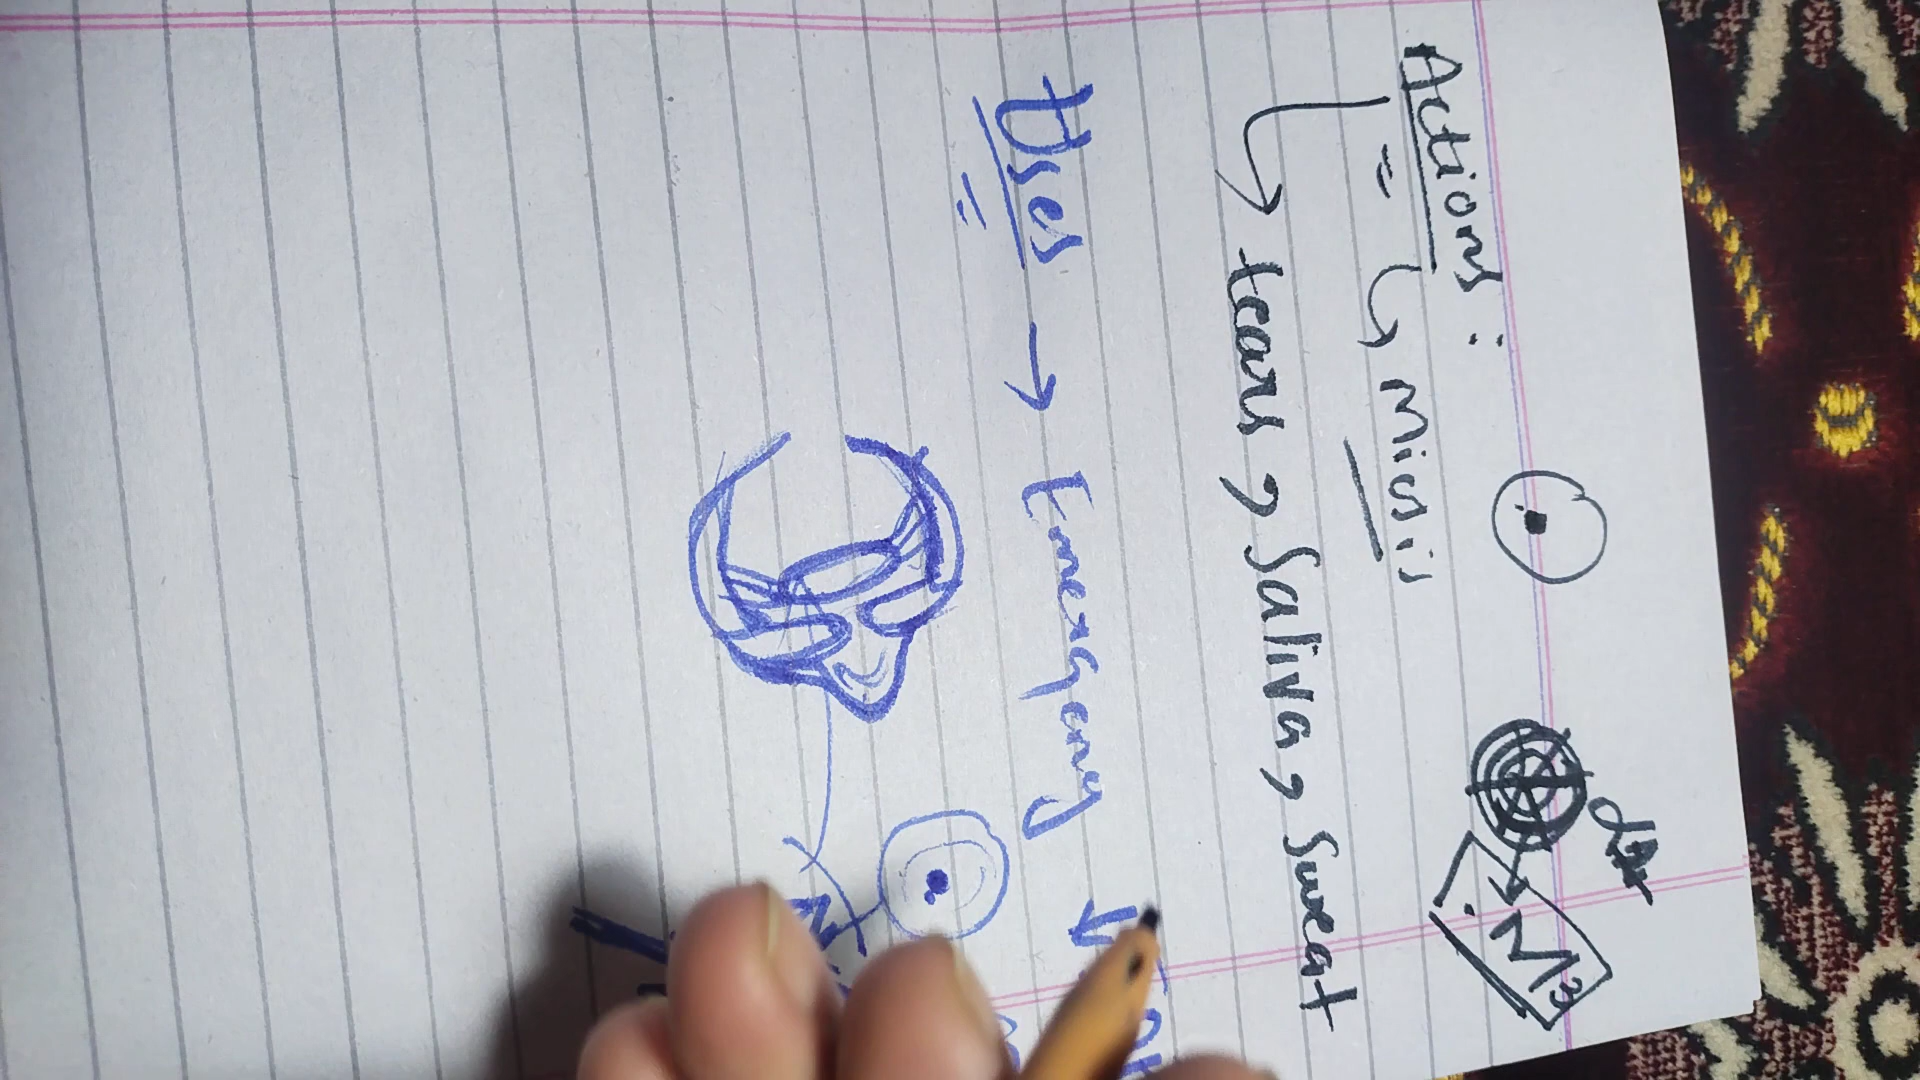 Actions :
Miosis
M3
tears, Saliva, Sweat
Uses → Emergency